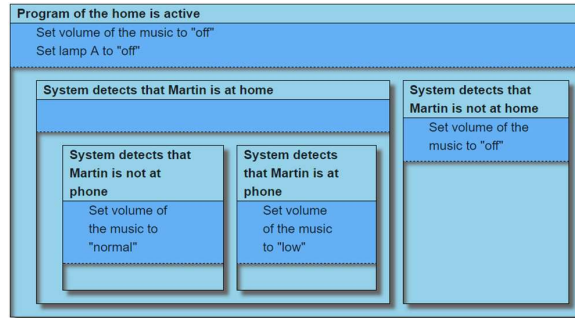 Program of the home is active
Set volume of the music to "off"
Set lamp A to "off"
System detects that Martin is at home
System detects that
Martin is not at
phone
Set volume of
the music to
"normal"
System detects
that Martin is at
phone
Set volume
of the music
to "low"
System detects that
Martin is not at home
Set volume of the
music to "off"